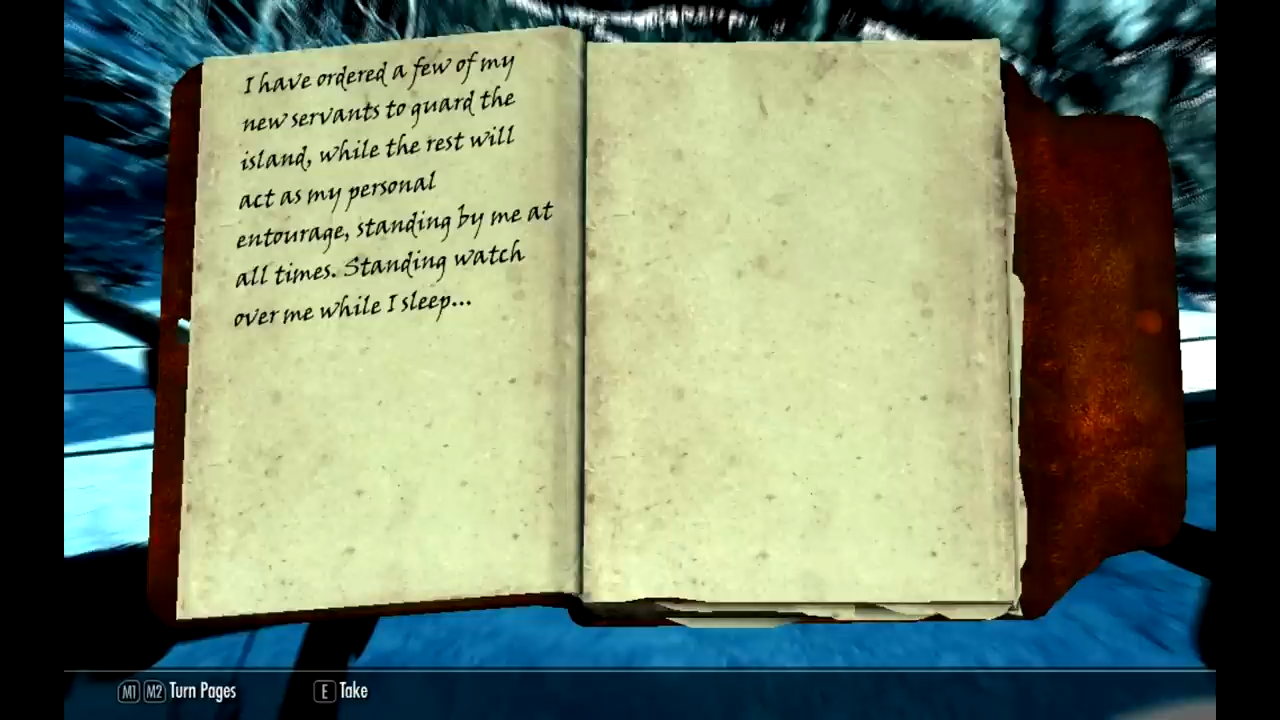 I have ordered a few of my
new servants to guard the
island, while the rest will
act as my personal
entourage, standing by me at
all times. Standing watch
over me while I sleep...
M1 M2 Turn Pages
E Take